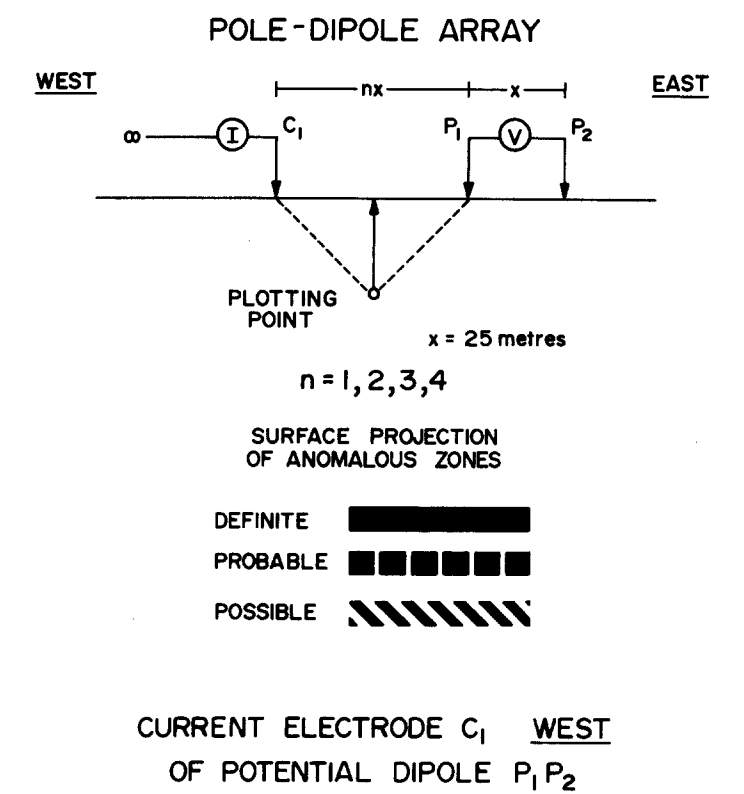 POLE-DIPOLE ARRAY
WEST
nx
x
EAST
∞
I
C₁
P₁
V
P₂
PLOTTING
POINT
x = 25 metres
n = 1, 2, 3, 4
SURFACE PROJECTION
OF ANOMALOUS ZONES
DEFINITE
PROBABLE
POSSIBLE
CURRENT ELECTRODE C₁ WEST
OF POTENTIAL DIPOLE P₁ P₂